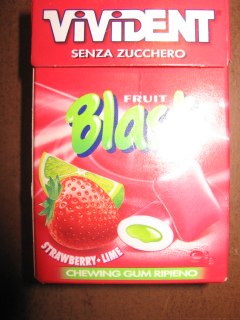 ViViDENT
SENZA ZUCCHERO
FRUIT
STRAWBERRY + LIME
CHEWING GUM RIPIENO